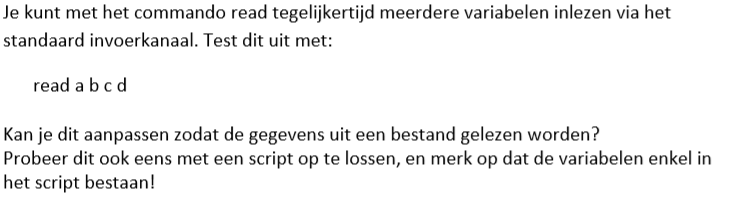 Je kunt met het commando read tegelijkertijd meerdere variabelen inlezen via het
standaard invoerkanaal. Test dit uit met:
read a b c d
Kan je dit aanpassen zodat de gegevens uit een bestand gelezen worden?
Probeer dit ook eens met een script op te lossen, en merk op dat de variabelen enkel in
het script bestaan!